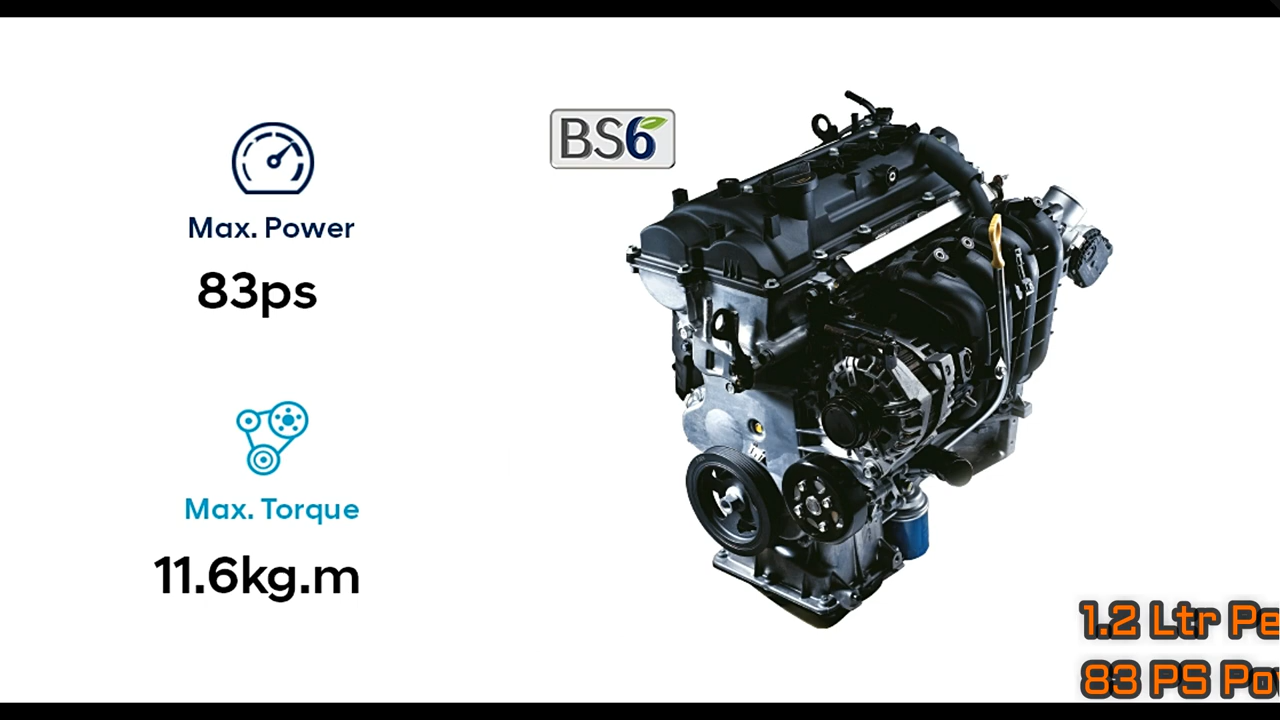 BS6
Max. Power
83ps
Max. Torque
11.6kg.m
1.2 Ltr Pe
83 PS Po